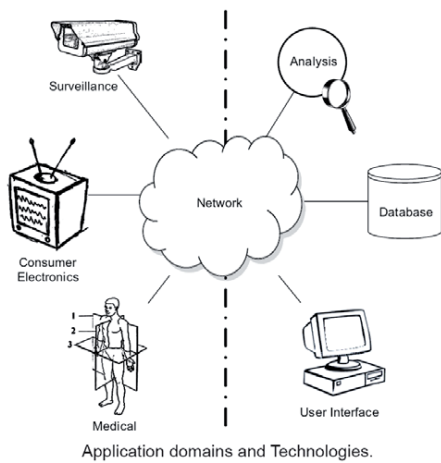 Surveillance
Analysis
Network
Database
Consumer
Electronics
1
2
3
Medical
User Interface
Application domains and Technologies.